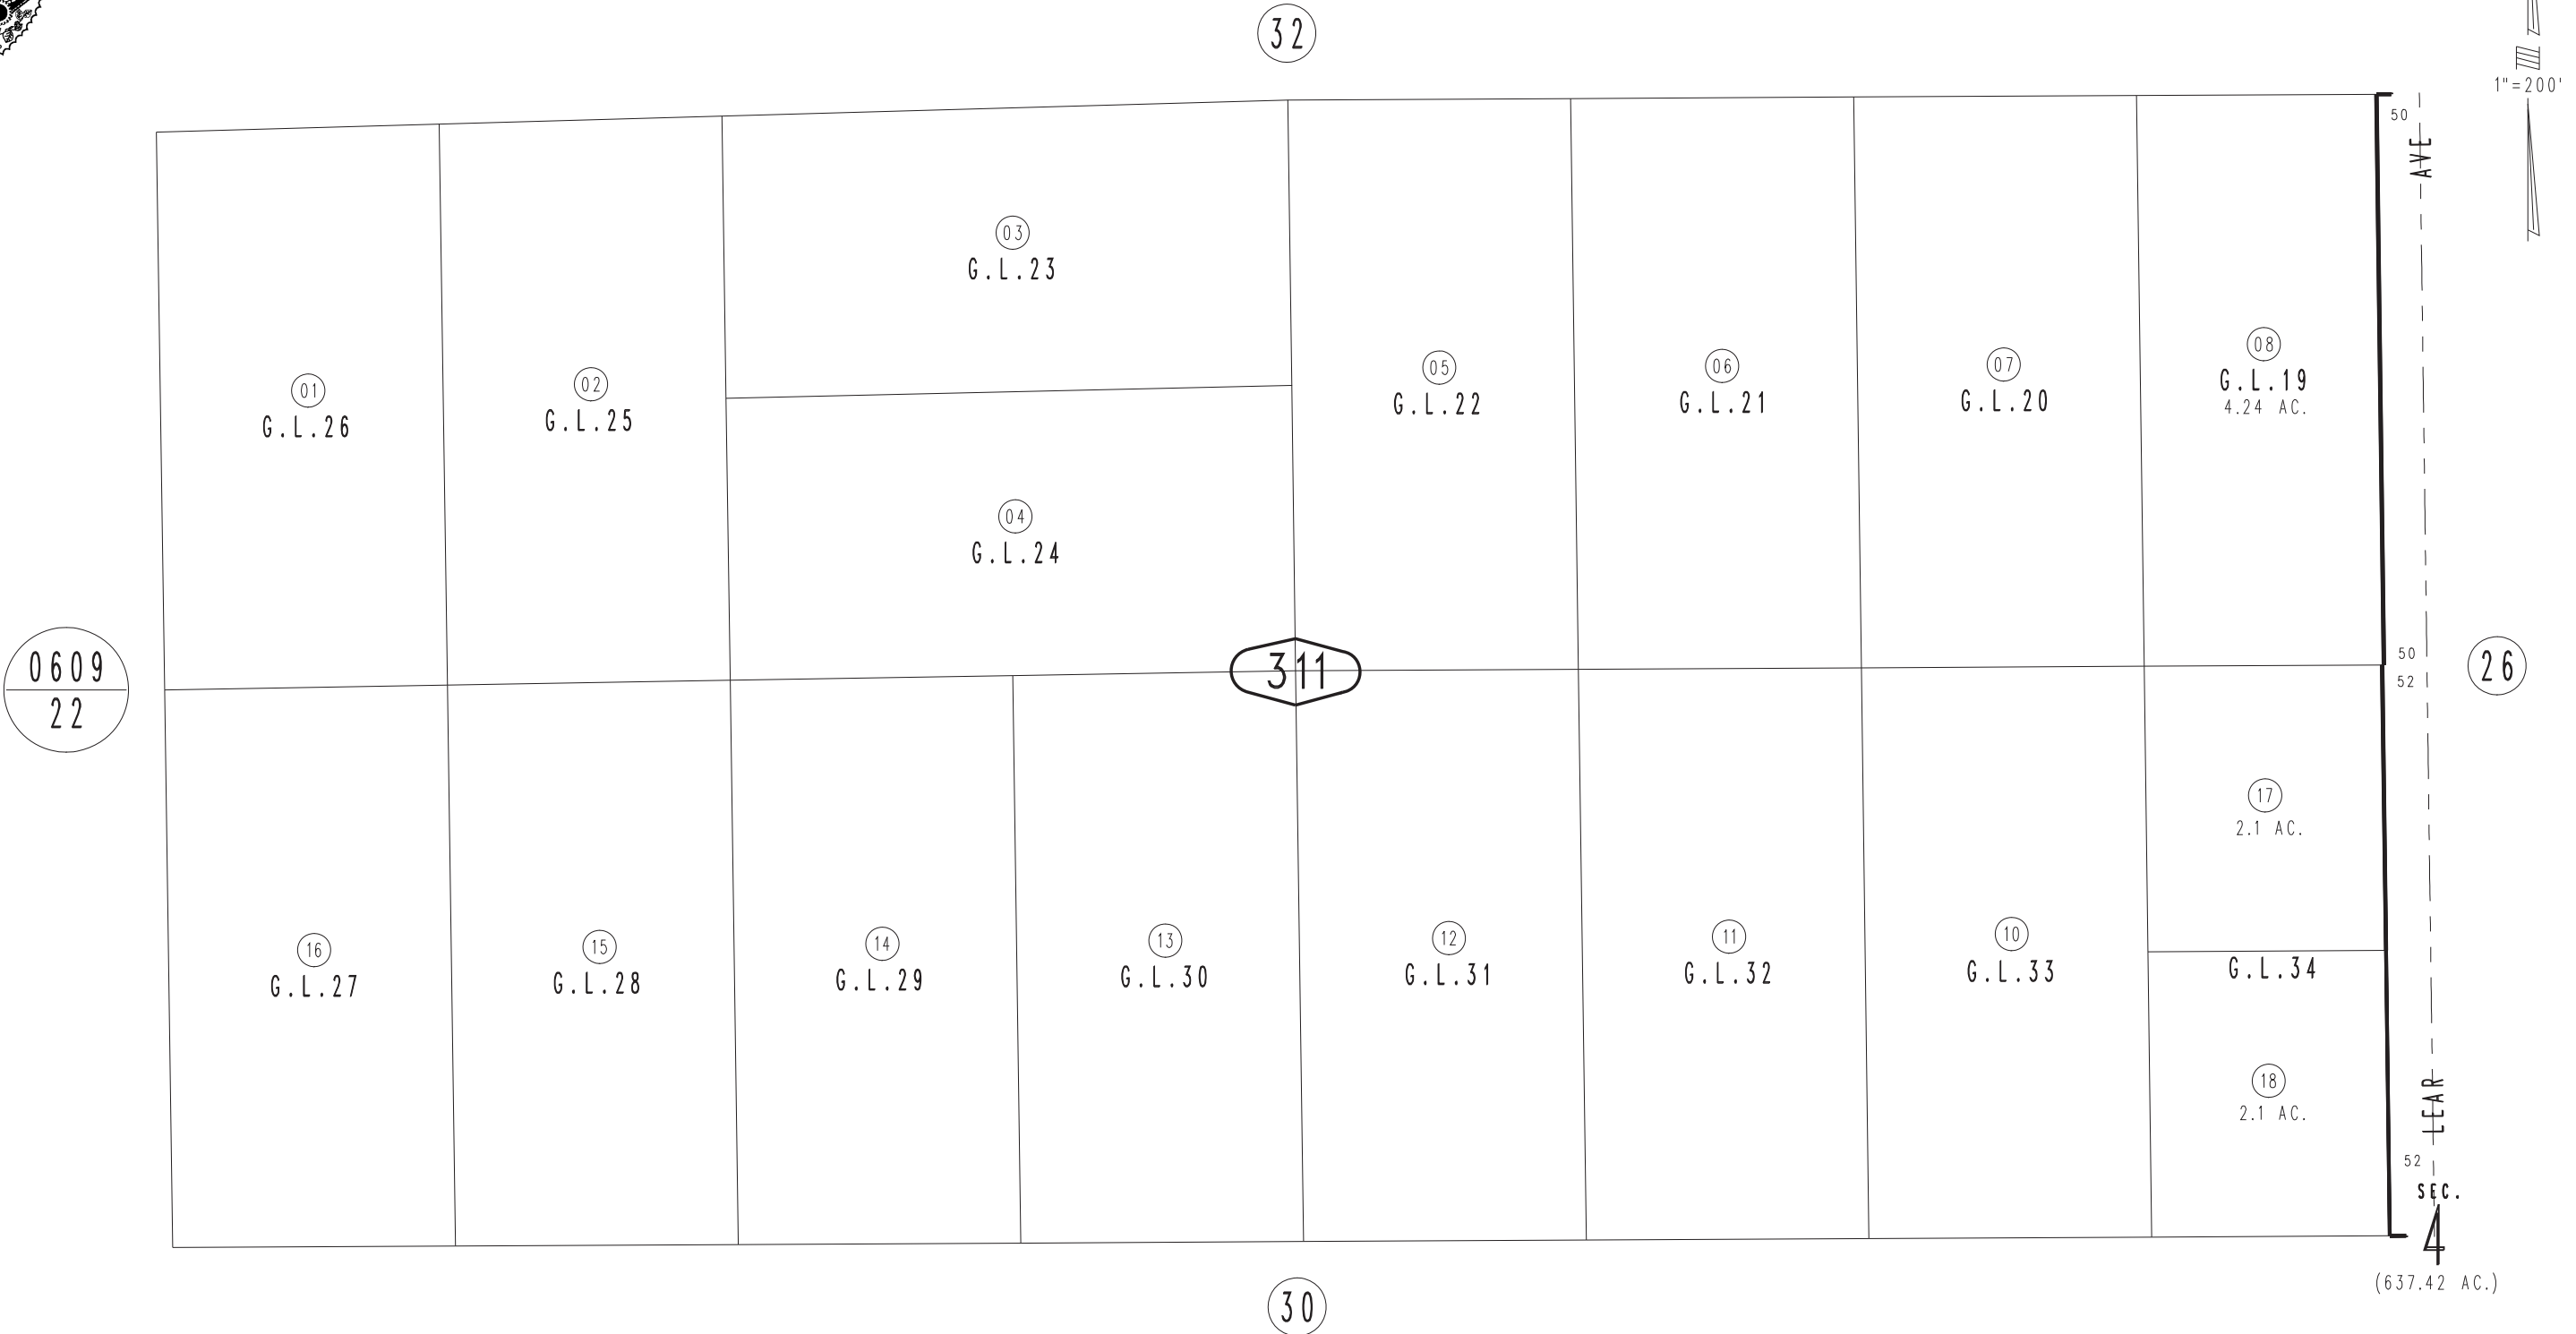 32
1"=200'
50
AVE
03
G.L.23
08
G.L.19
4.24 AC.
05
G.L.22
06
G.L.21
07
G.L.20
01
G.L.26
02
G.L.25
04
G.L.24
0609
22
311
50
52
26
17
2.1 AC.
16
G.L.27
15
G.L.28
14
G.L.29
13
G.L.30
12
G.L.31
11
G.L.32
10
G.L.33
G.L.34
18
2.1 AC.
LEAR
52
SEC.
4
(637.42 AC.)
30